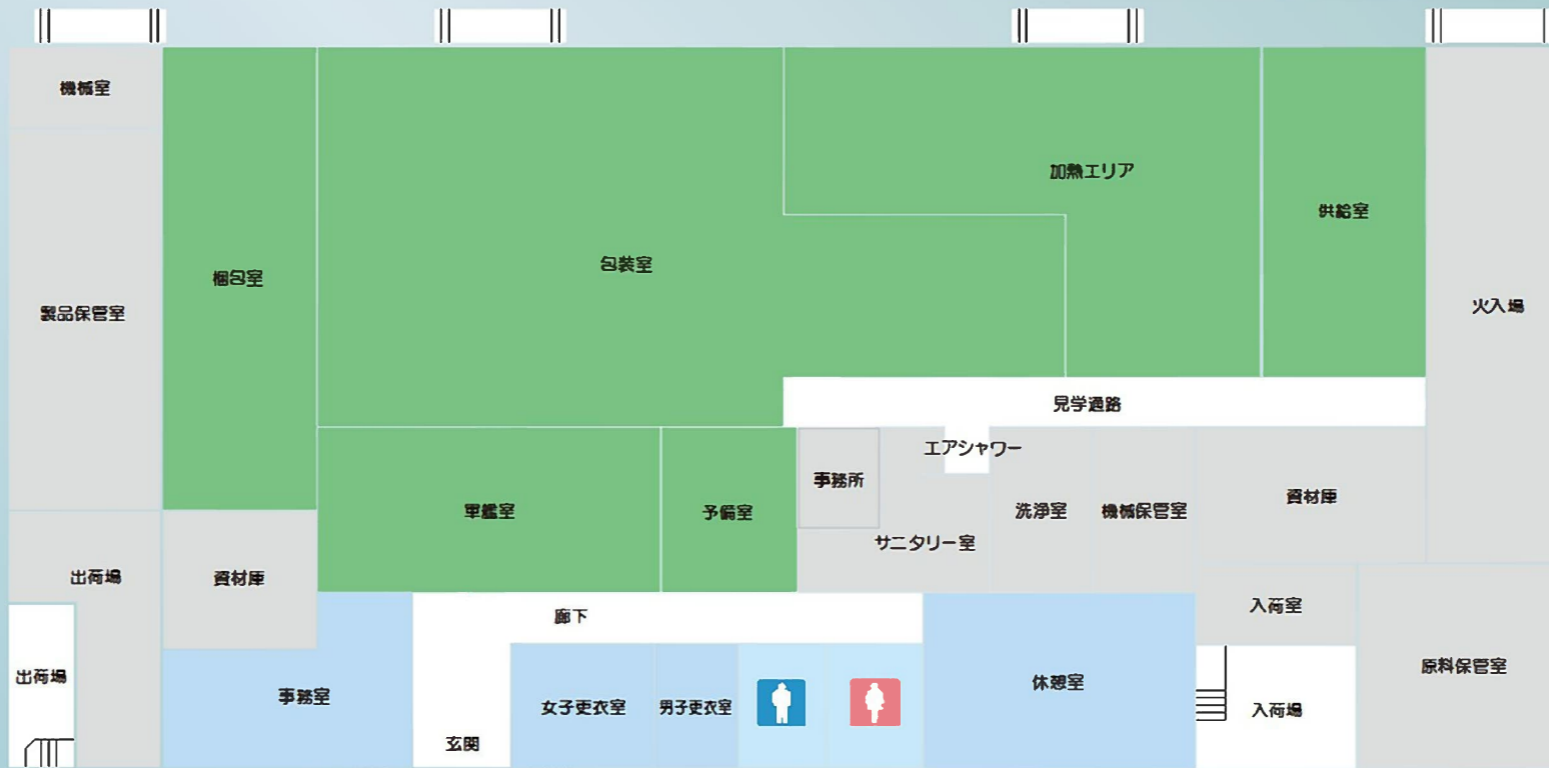 機械室
加熱エリア
供給室
包装室
梱包室
火入場
製品保管室
見学通路
エアシャワー
事務所
資材庫
軍艦室
予備室
洗浄室
機械保管室
サニタリー室
出荷場
資材庫
入荷室
廊下
原料保管室
出荷場
休憩室
事務室
女子更衣室
男子更衣室
入荷場
玄関